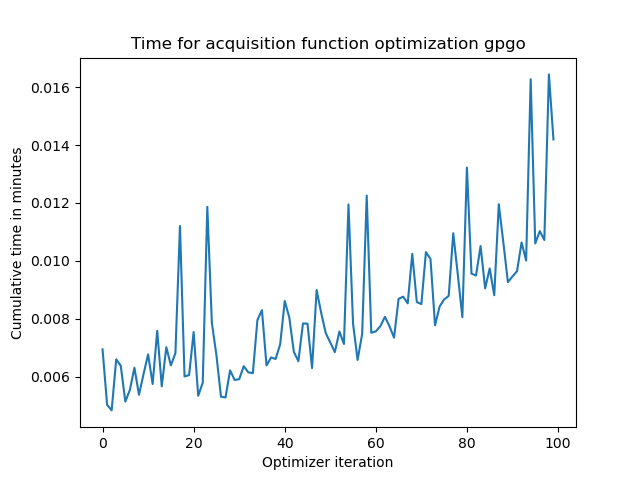 Time for acquisition function optimization gpgo
0.016
0.014
0.012
0.010
0.008
0.006
Cumulative time in minutes
0 20 40 60 80 100
Optimizer iteration